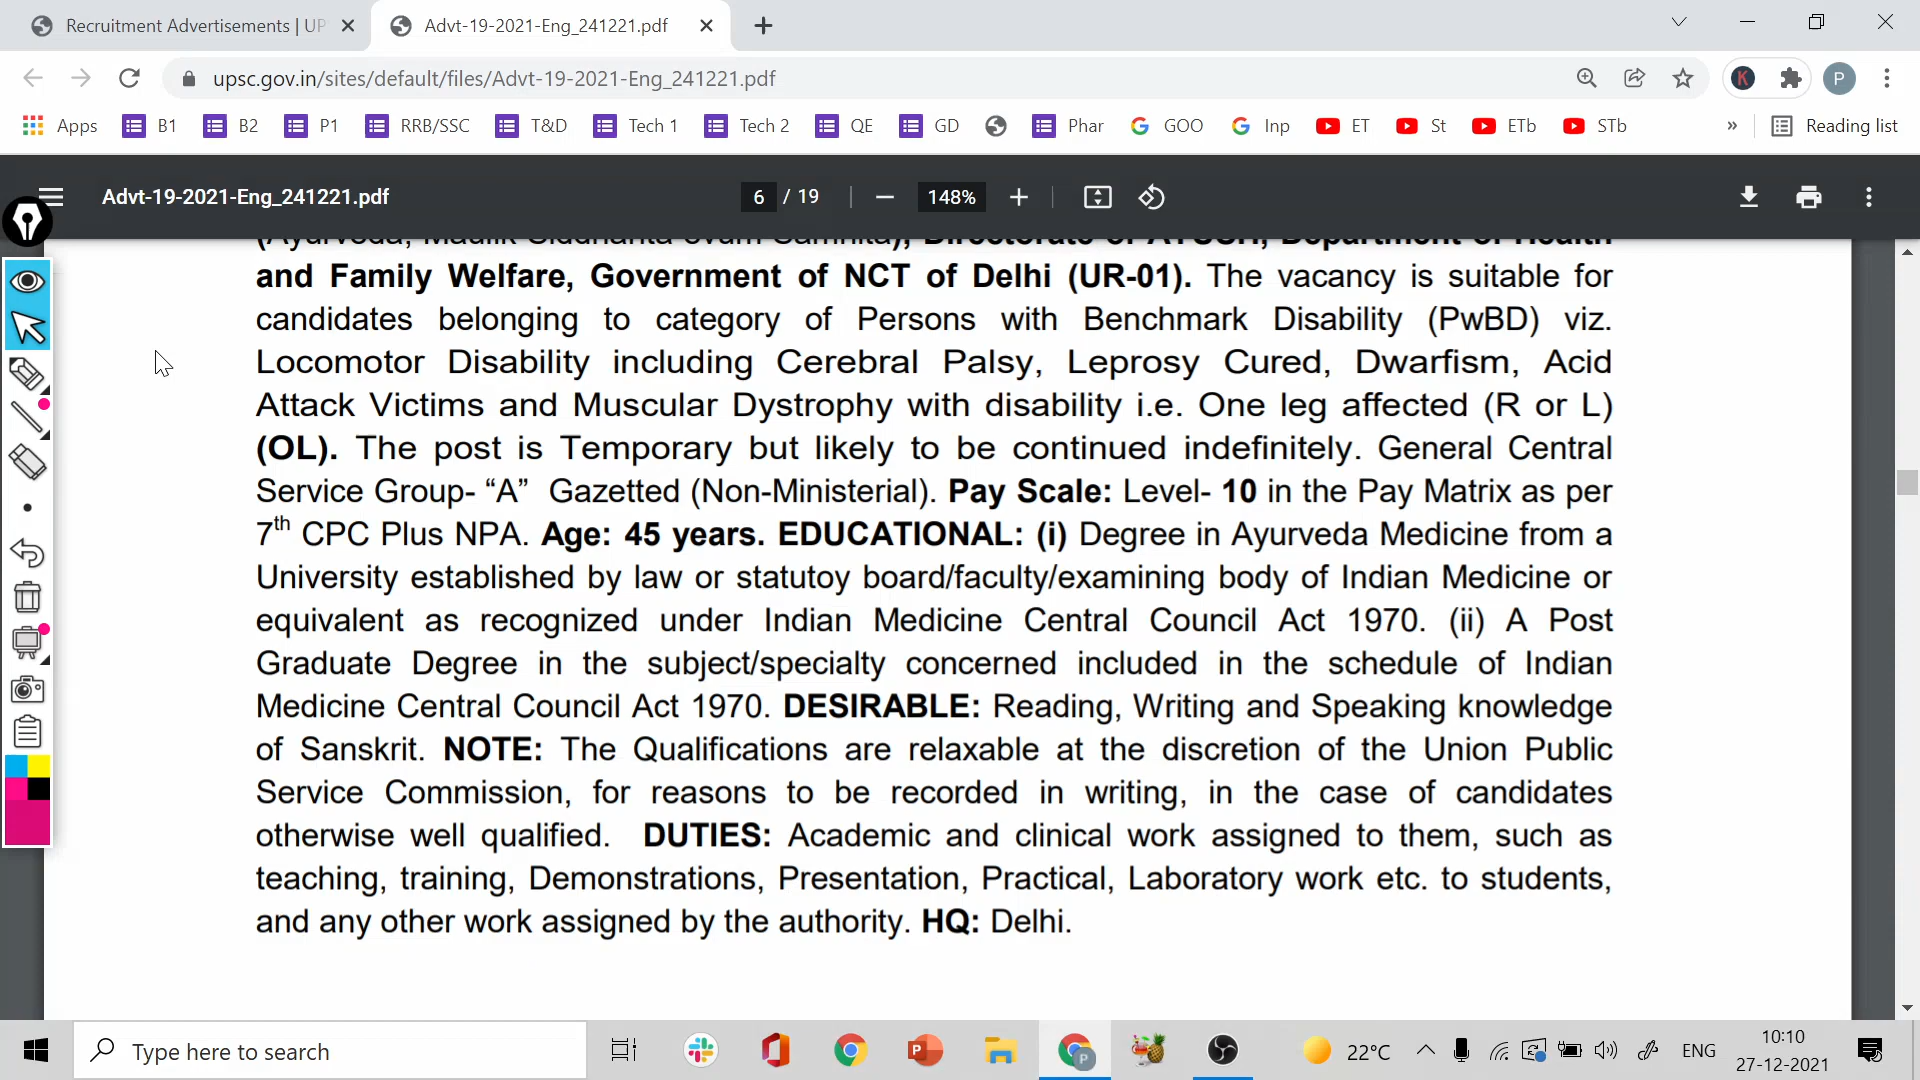 Recruitment Advertisements | UP
Advt-19-2021-Eng_241221.pdf
upsc.gov.in/sites/default/files/Advt-19-2021-Eng_241221.pdf
K
P
Apps B1 B2 P1 RRB/SSC T&D Tech 1 Tech 2 QE GD Phar GOO Inp ET St ETb STb » Reading list
Advt-19-2021-Eng_241221.pdf 6 / 19 148%
(Ayurveda, Maulik Siddhanta evum Samhita), Directorate of AYUSH, Department of Health
and Family Welfare, Government of NCT of Delhi (UR-01). The vacancy is suitable for
candidates belonging to category of Persons with Benchmark Disability (PwBD) viz.
Locomotor Disability including Cerebral Palsy, Leprosy Cured, Dwarfism, Acid
Attack Victims and Muscular Dystrophy with disability i.e. One leg affected (R or L)
(OL). The post is Temporary but likely to be continued indefinitely. General Central
Service Group- “A” Gazetted (Non-Ministerial). Pay Scale: Level- 10 in the Pay Matrix as per
7th CPC Plus NPA. Age: 45 years. EDUCATIONAL: (i) Degree in Ayurveda Medicine from a
University established by law or statutoy board/faculty/examining body of Indian Medicine or
equivalent as recognized under Indian Medicine Central Council Act 1970. (ii) A Post
Graduate Degree in the subject/specialty concerned included in the schedule of Indian
Medicine Central Council Act 1970. DESIRABLE: Reading, Writing and Speaking knowledge
of Sanskrit. NOTE: The Qualifications are relaxable at the discretion of the Union Public
Service Commission, for reasons to be recorded in writing, in the case of candidates
otherwise well qualified. DUTIES: Academic and clinical work assigned to them, such as
teaching, training, Demonstrations, Presentation, Practical, Laboratory work etc. to students,
and any other work assigned by the authority. HQ: Delhi.
Type here to search
P
P
22°C
ENG
10:10
27-12-2021